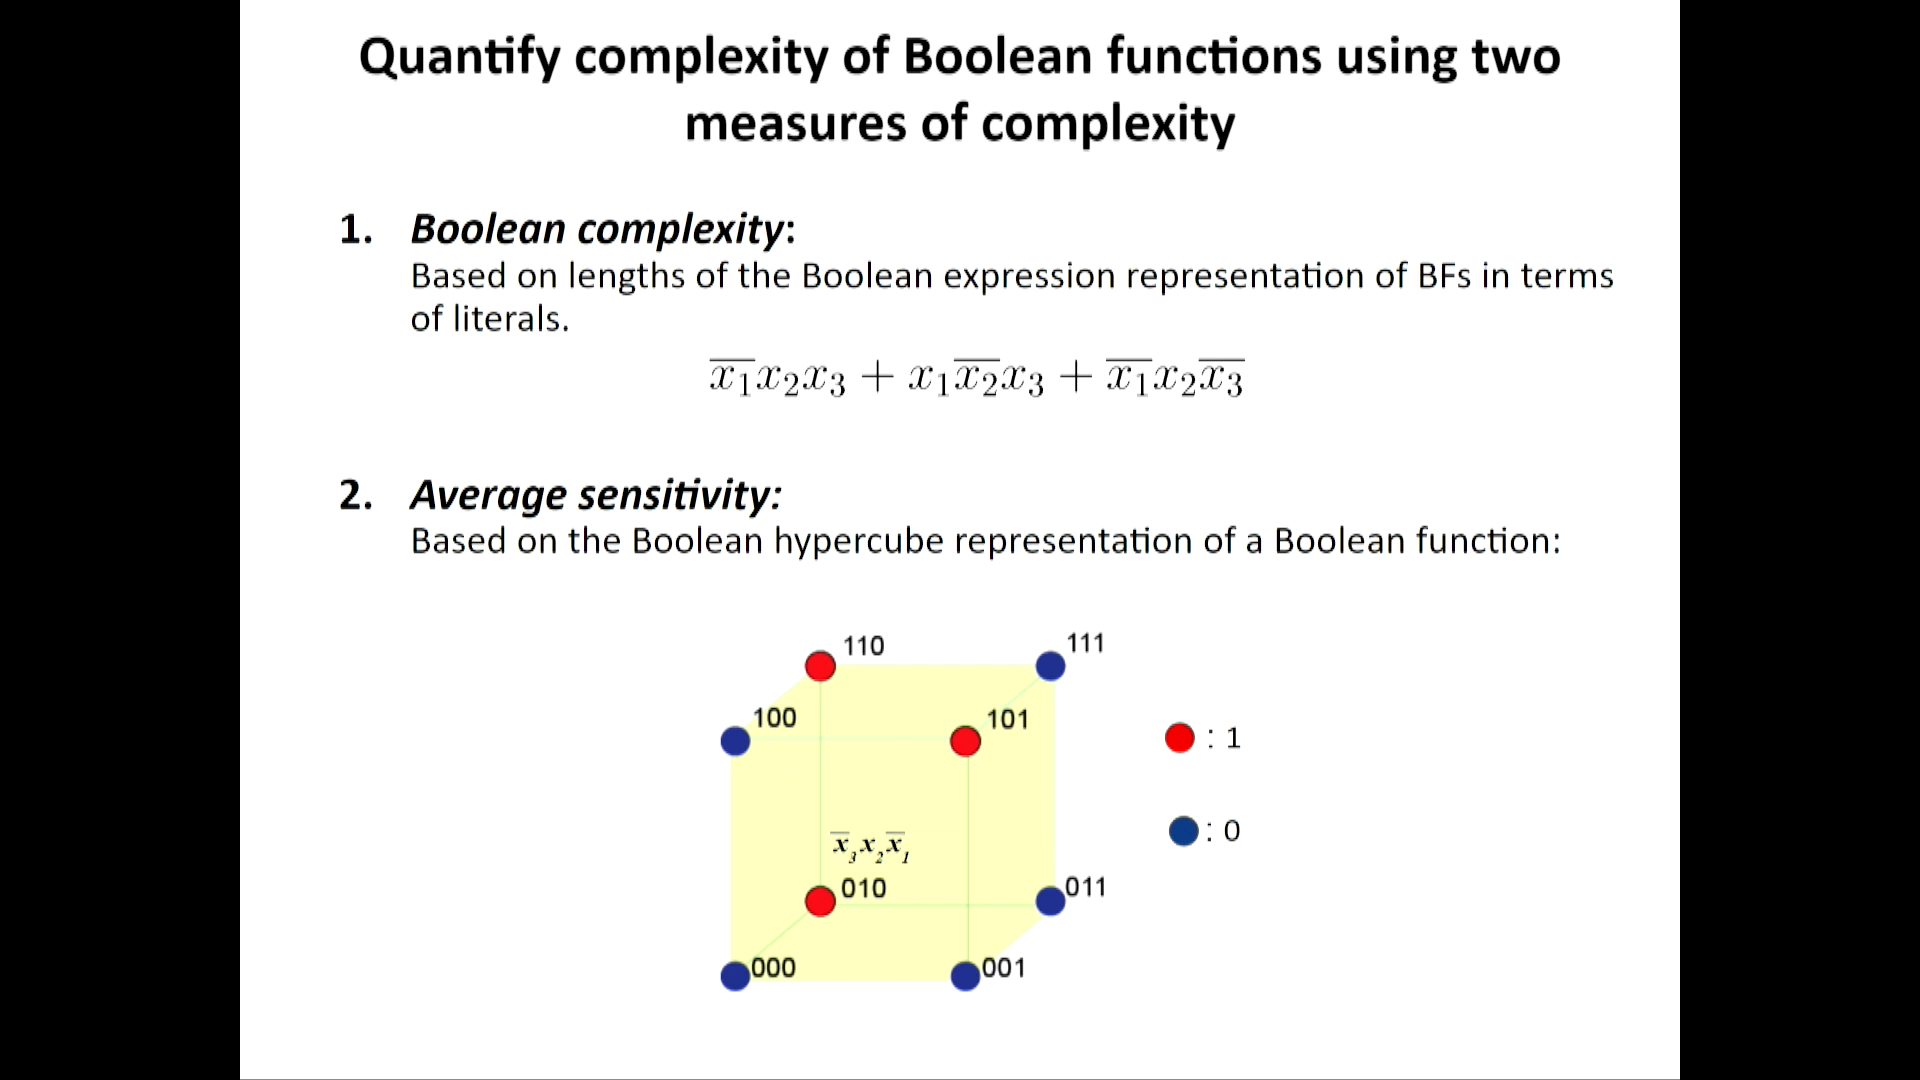 Quantify complexity of Boolean functions using two
measures of complexity
1. Boolean complexity:
Based on lengths of the Boolean expression representation of BFs in terms
of literals.
x̅₁x₂x₃ + x₁x̅₂x₃ + x̅₁x₂x̅₃
2. Average sensitivity:
Based on the Boolean hypercube representation of a Boolean function:
110
111
100
101
: 1
: 0
x̅₃x₂x̅₁
010
011
000
001